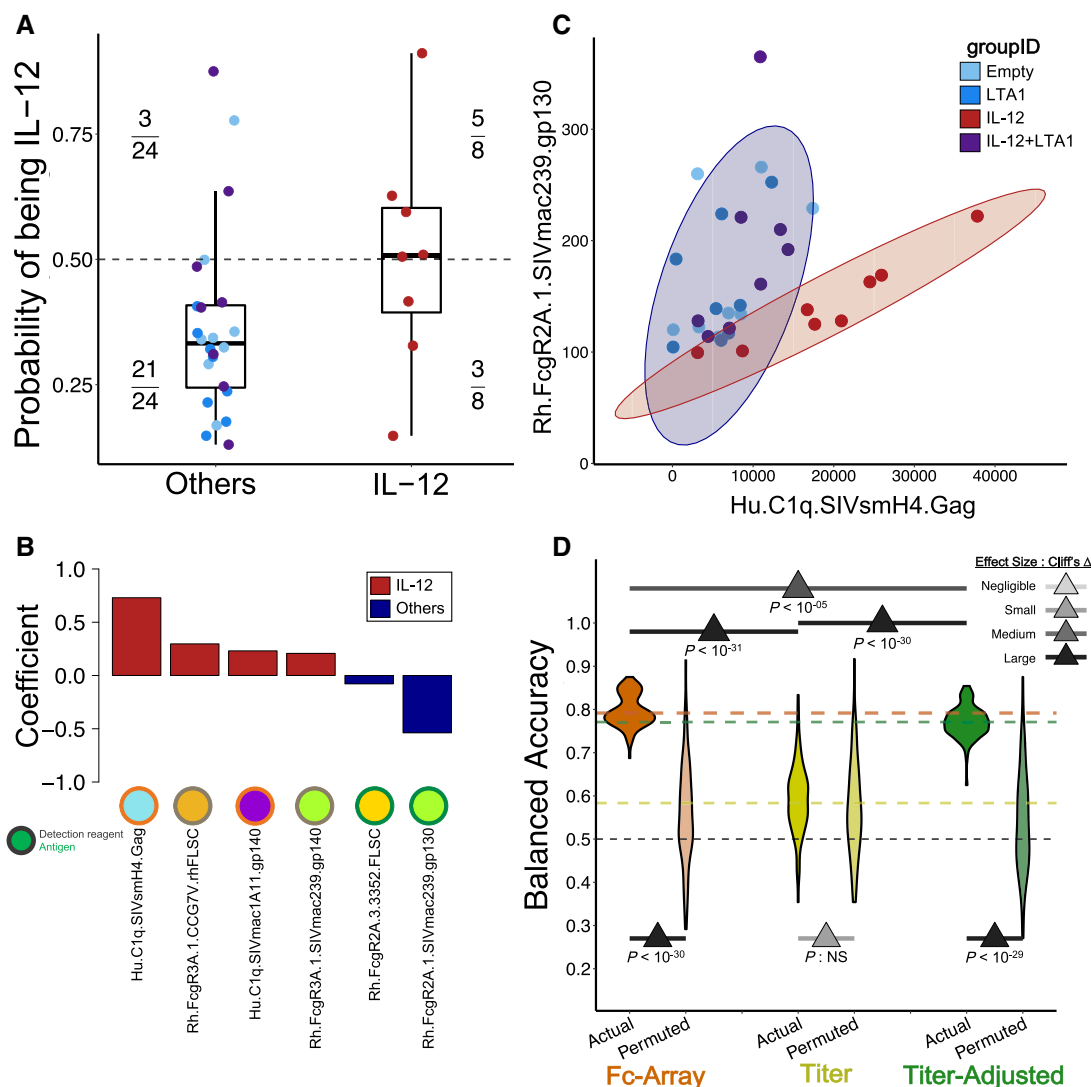 A
Probability of being IL−12
0.75
0.50
0.25
3
24
21
24
5
8
3
8
Others
IL−12
C
Rh.FcgR2A.1.SIVmac239.gp130
300
200
100
0
groupID
Empty
LTA1
IL-12
IL-12+LTA1
0
10000
20000
30000
40000
Hu.C1q.SIVsmH4.Gag
B
Coefficient
1.0
0.5
0.0
−0.5
−1.0
IL-12
Others
Detection reagent
Antigen
Hu.C1q.SIVsmH4.Gag
Rh.FcgR3A.1.CCG7V.rhFLSC
Hu.C1q.SIVmac1A11.gp140
Rh.FcgR3A.1.SIVmac239.gp140
Rh.FcgR2A.3.3352.FLSC
Rh.FcgR2A.1.SIVmac239.gp130
D
Effect Size : Cliff's Δ
Negligible
Small
Medium
Large
Balanced Accuracy
1.0
0.9
0.8
0.7
0.6
0.5
0.4
0.3
0.2
P < 10-05
P < 10-31
P < 10-30
P < 10-30
P : NS
P < 10-29
Actual
Permuted
Actual
Permuted
Actual
Permuted
Fc-Array
Titer
Titer-Adjusted